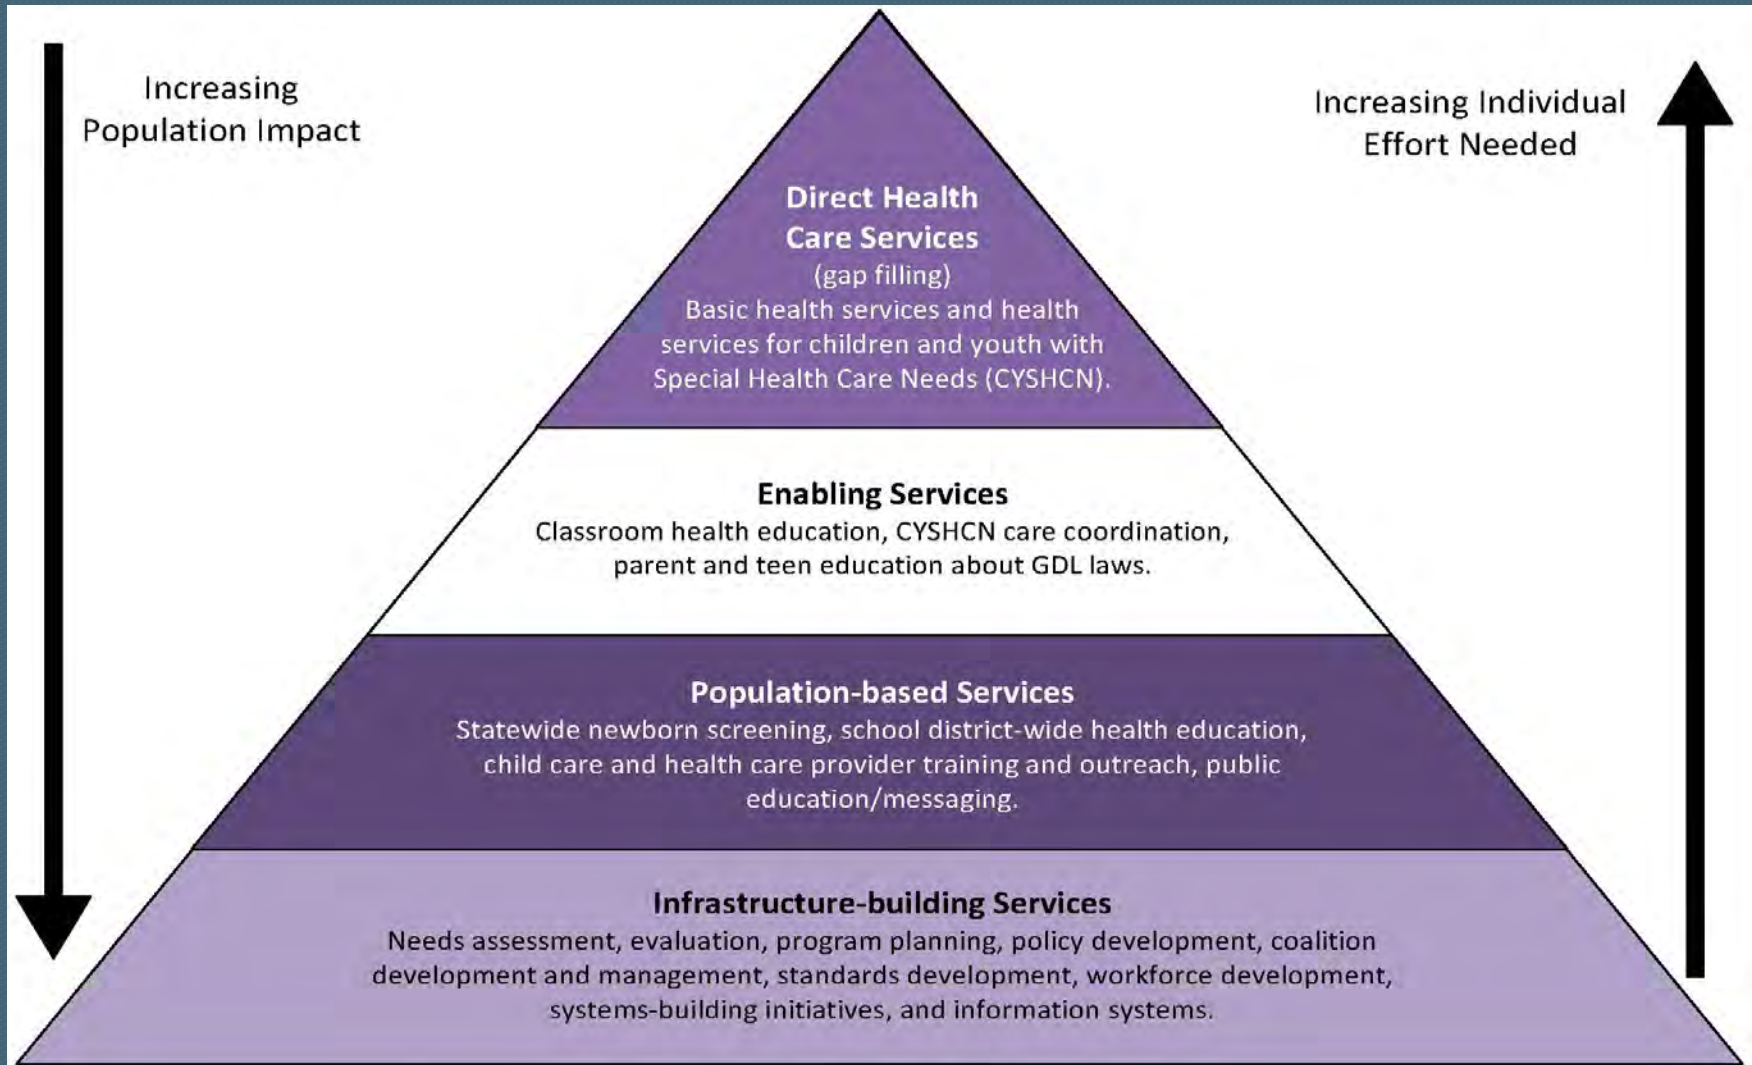 Increasing
Population Impact
Increasing Individual
Effort Needed
Direct Health
Care Services
(gap filling)
Basic health services and health
services for children and youth with
Special Health Care Needs (CYSHCN).
Enabling Services
Classroom health education, CYSHCN care coordination,
parent and teen education about GDL laws.
Population-based Services
Statewide newborn screening, school district-wide health education,
child care and health care provider training and outreach, public
education/messaging.
Infrastructure-building Services
Needs assessment, evaluation, program planning, policy development, coalition
development and management, standards development, workforce development,
systems-building initiatives, and information systems.